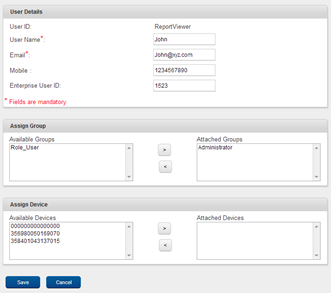 User Details
User ID: ReportViewer
User Name*: John
Email*: John@xyz.com
Mobile : 1234567890
Enterprise User ID: 1523
* Fields are mandatory
Assign Group
Available Groups Attached Groups
Role_User > Administrator
<
Assign Device
Available Devices Attached Devices
000000000000000 >
355980050169070
358401043137015 <
Save Cancel